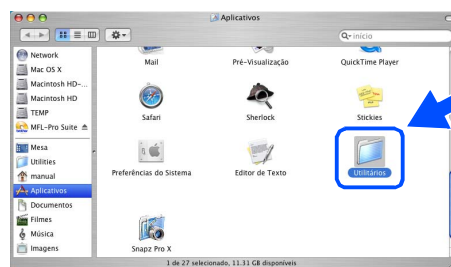 Aplicativos
Q- início
Network
Mac OS X
Macintosh HD-...
Macintosh HD
TEMP
MFL-Pro Suite
Mesa
Utilities
manual
Aplicativos
Documentos
Filmes
Música
Imagens
Mail
Pré-Visualização
QuickTime Player
Safari
Sherlock
Stickies
Preferências do Sistema
Editor de Texto
Utilitários
Snapz Pro X
1 de 27 selecionado, 11.31 GB disponíveis